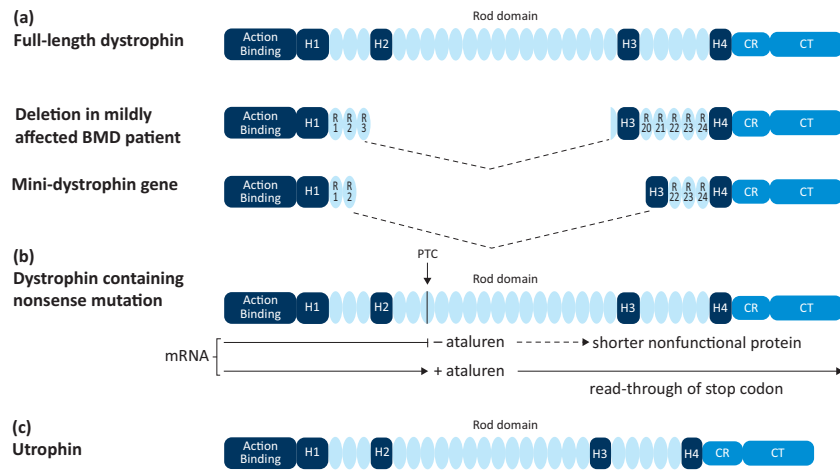 (a)
Full-length dystrophin
Rod domain
Action
Binding
H1
H2
H3
H4
CR
CT
Deletion in mildly
affected BMD patient
Action
Binding
H1
R
1
R
2
R
3
H3
R
20
R
21
R
22
R
23
R
24
H4
CR
CT
Mini-dystrophin gene
Action
Binding
H1
R
1
R
2
H3
R
22
R
23
R
24
H4
CR
CT
(b)
Dystrophin containing
nonsense mutation
PTC
Rod domain
Action
Binding
H1
H2
H3
H4
CR
CT
mRNA
– ataluren
shorter nonfunctional protein
+ ataluren
read-through of stop codon
(c)
Utrophin
Rod domain
Action
Binding
H1
H2
H3
H4
CR
CT